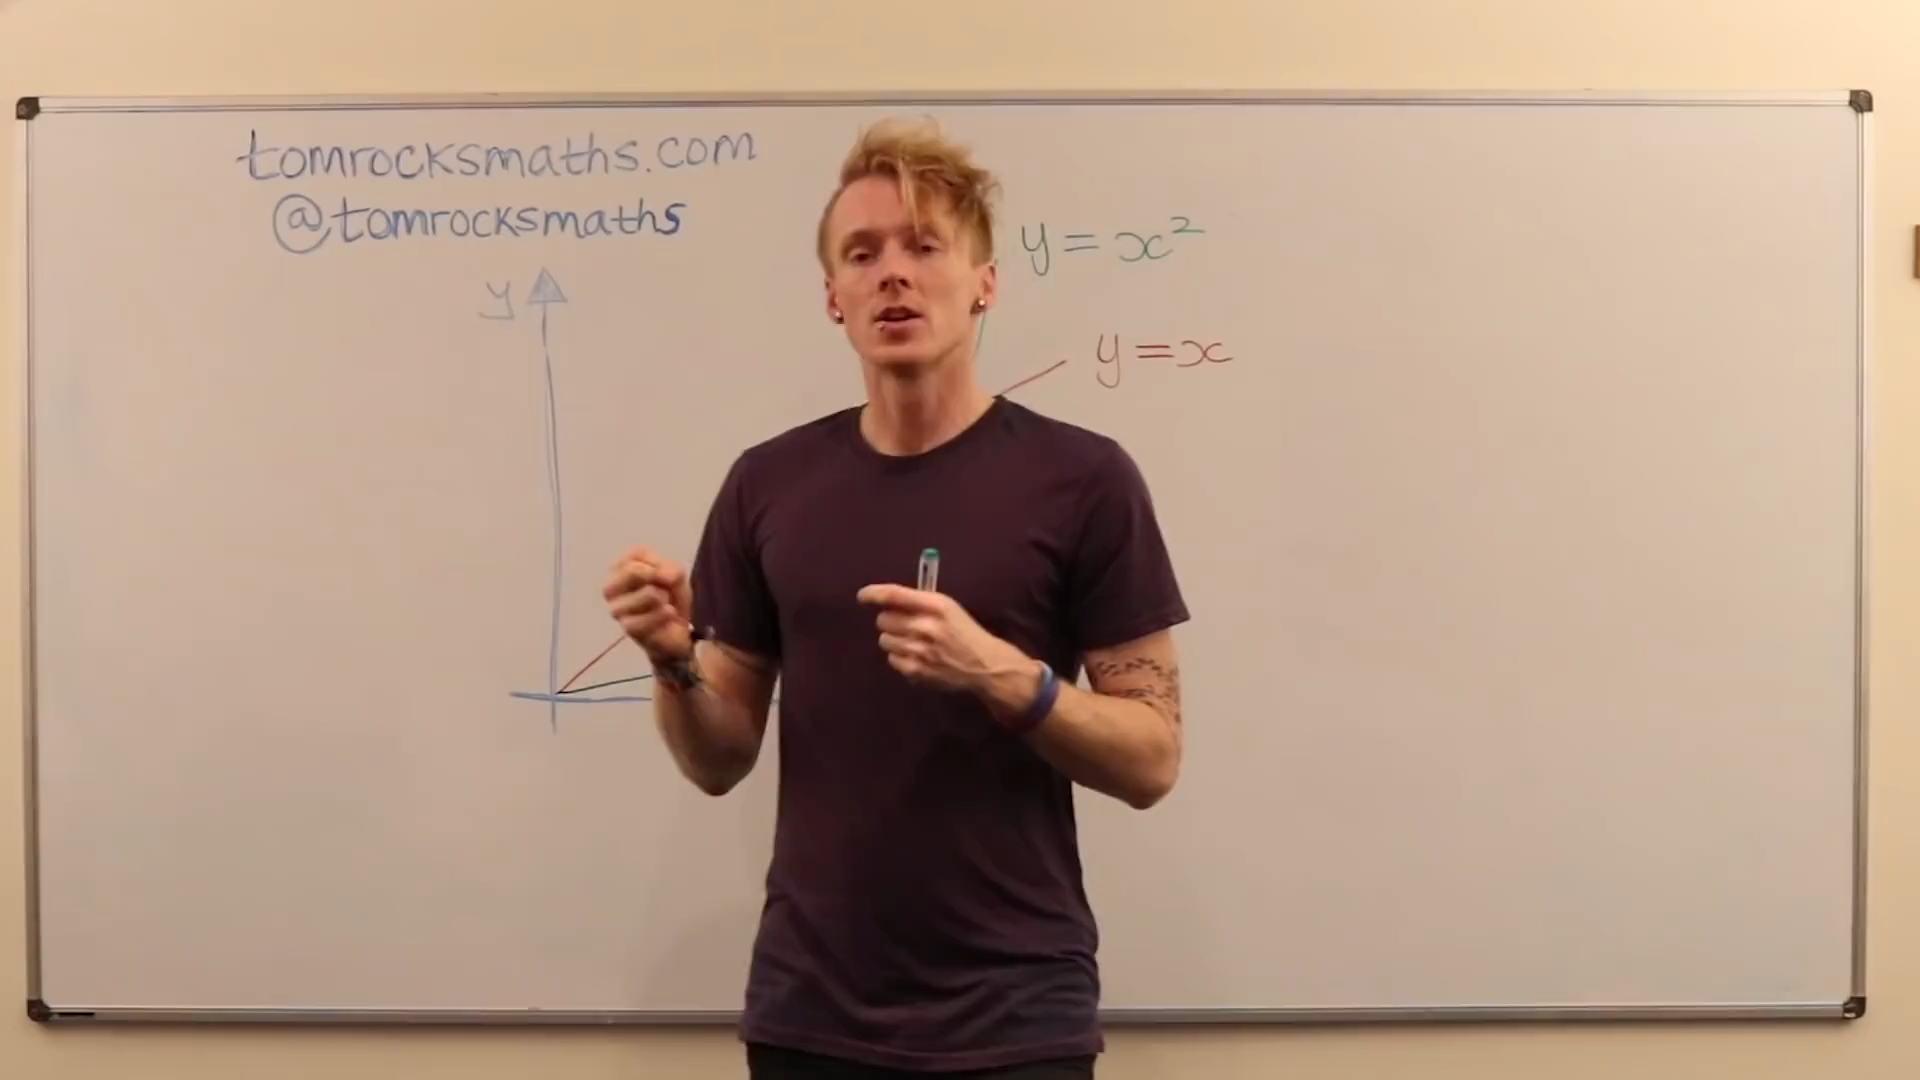 tomrocksmaths.com
@tomrocksmaths
y
y = x²
y = x